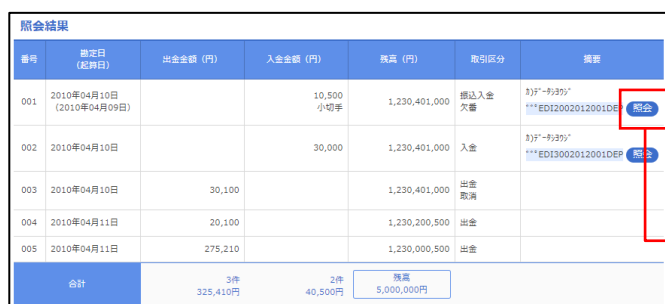 照会結果
番号 勘定日 出金金額（円） 入金金額（円） 残高（円） 取引区分 摘要
（起算日）
001 2010年04月10日 10,500 1,230,401,000 振込入金 カ)データショウジ
（2010年04月09日） 小切手 欠番 ***EDI2002012001DEP 照会
002 2010年04月10日 30,000 1,230,401,000 入金 カ)データショウジ
***EDI3002012001DEP 照会
003 2010年04月10日 30,100 1,230,401,000 出金
取消
004 2010年04月11日 20,100 1,230,200,500 出金
005 2010年04月11日 275,210 1,230,000,500 出金
合計 3件 2件 残高
325,410円 40,500円 5,000,000円